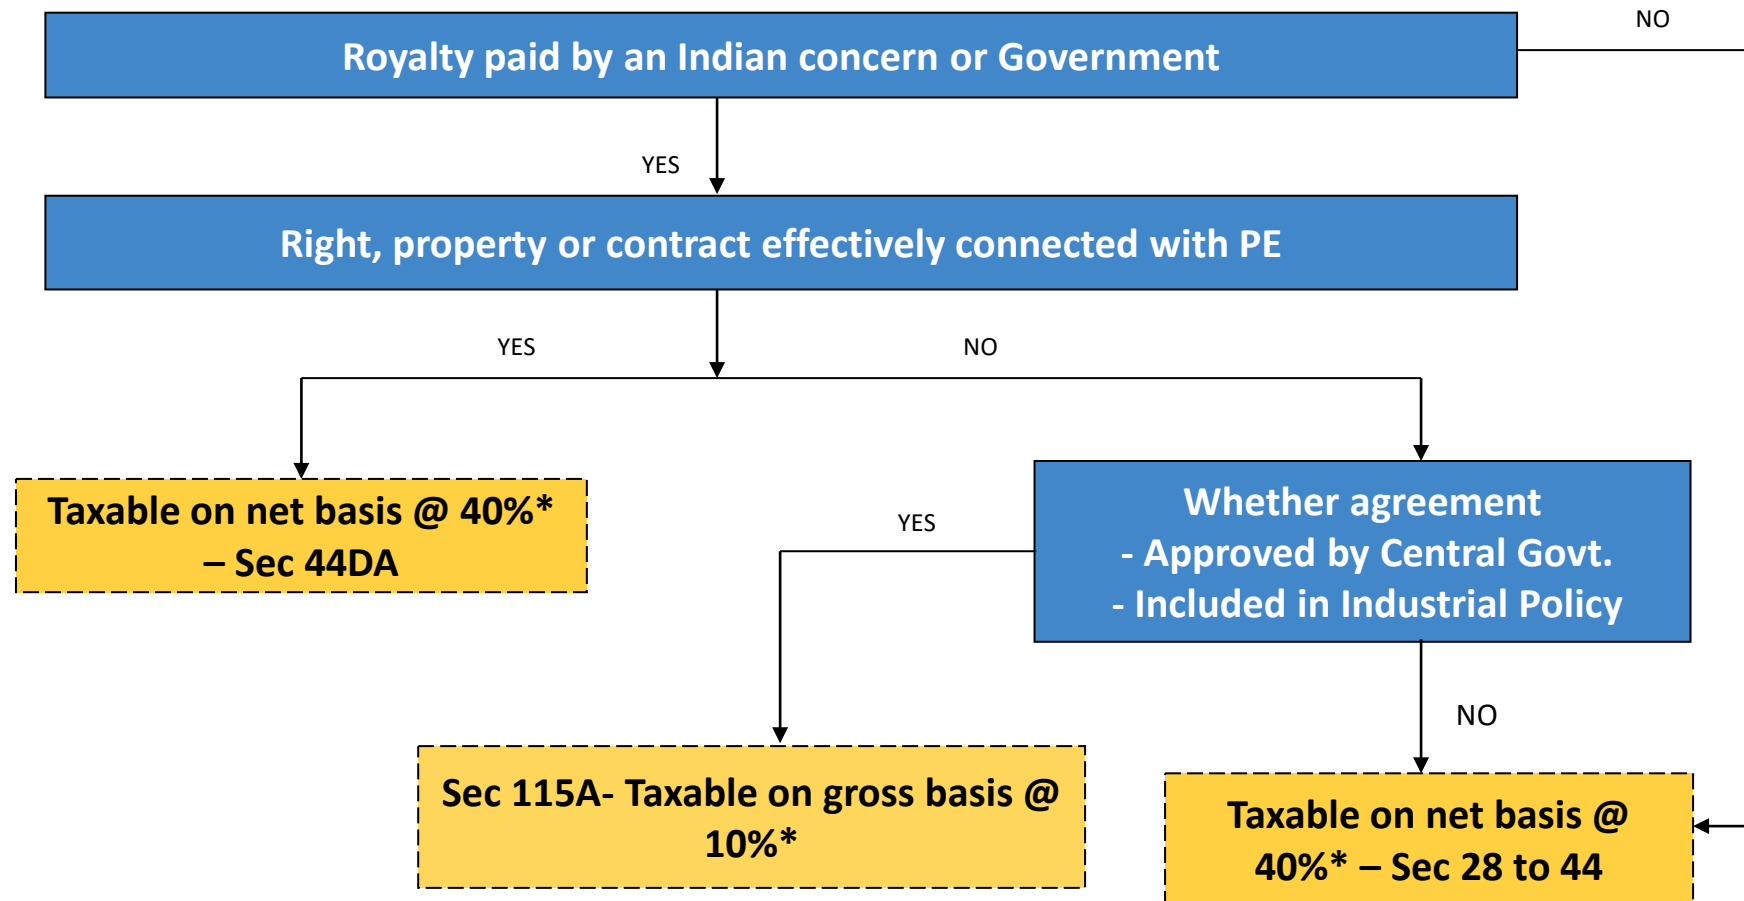 NO
Royalty paid by an Indian concern or Government
YES
Right, property or contract effectively connected with PE
YES
NO
Taxable on net basis @ 40%*
– Sec 44DA
YES
Whether agreement
- Approved by Central Govt.
- Included in Industrial Policy
NO
Sec 115A- Taxable on gross basis @
10%*
Taxable on net basis @
40%* – Sec 28 to 44